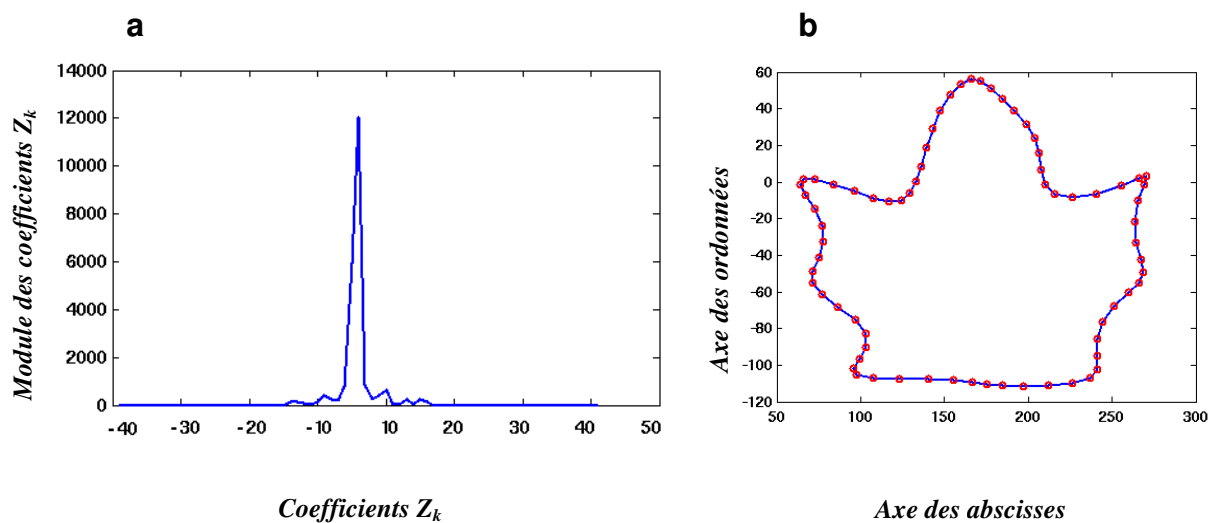 a
b
Module des coefficients Zk
14000
12000
10000
8000
6000
4000
2000
0
-40 -30 -20 -10 10 20 30 40 50
Coefficients Zk
Axe des ordonnées
60
40
20
0
-20
-40
-60
-80
-100
-120
50 100 150 200 250 300
Axe des abscisses